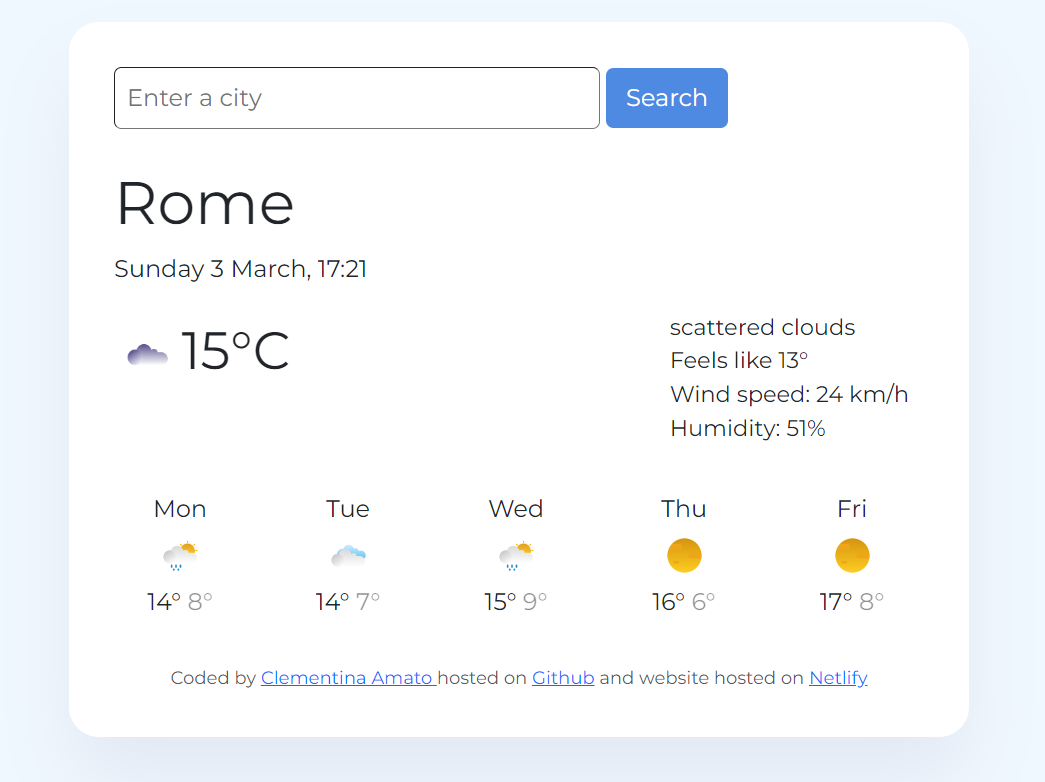 Enter a city Search
Rome
Sunday 3 March, 17:21
15°C
scattered clouds
Feels like 13°
Wind speed: 24 km/h
Humidity: 51%
Mon Tue Wed Thu Fri
14° 8° 14° 7° 15° 9° 16° 6° 17° 8°
Coded by Clementina Amato hosted on Github and website hosted on Netlify